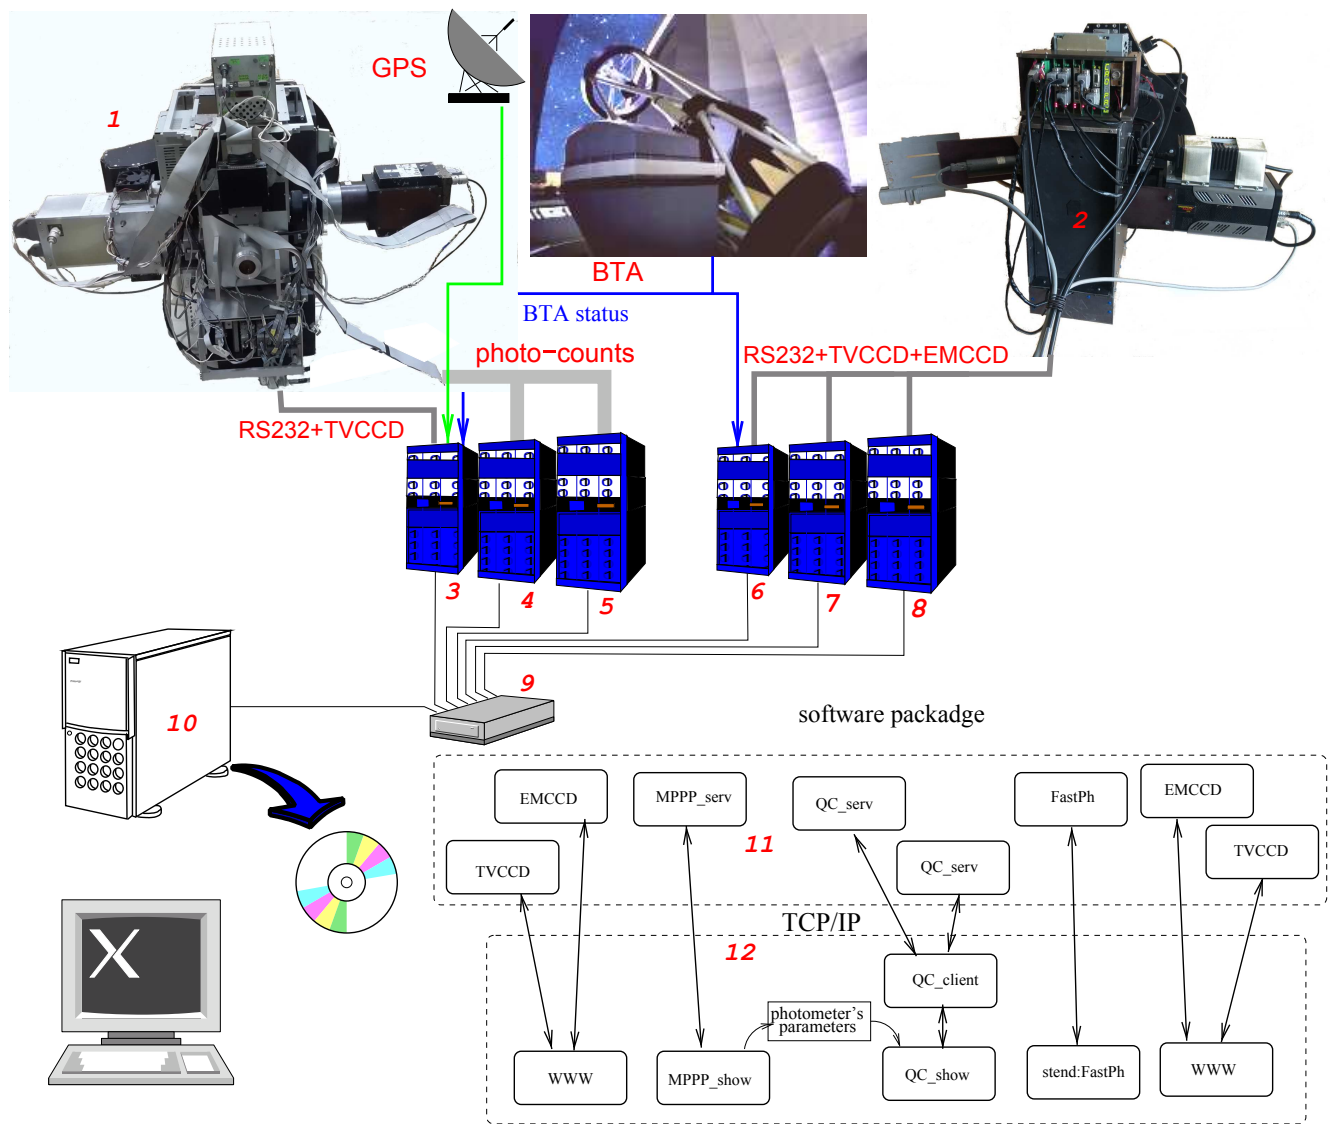 GPS
1
2
BTA
BTA status
photo-counts
RS232+TVCCD+EMCCD
RS232+TVCCD
3
4
5
6
7
8
9
10
software packadge
EMCCD
MPPP_serv
QC_serv
FastPh
EMCCD
11
TVCCD
QC_serv
TVCCD
TCP/IP
12
X
QC_client
photometer's
parameters
WWW
MPPP_show
QC_show
stend:FastPh
WWW